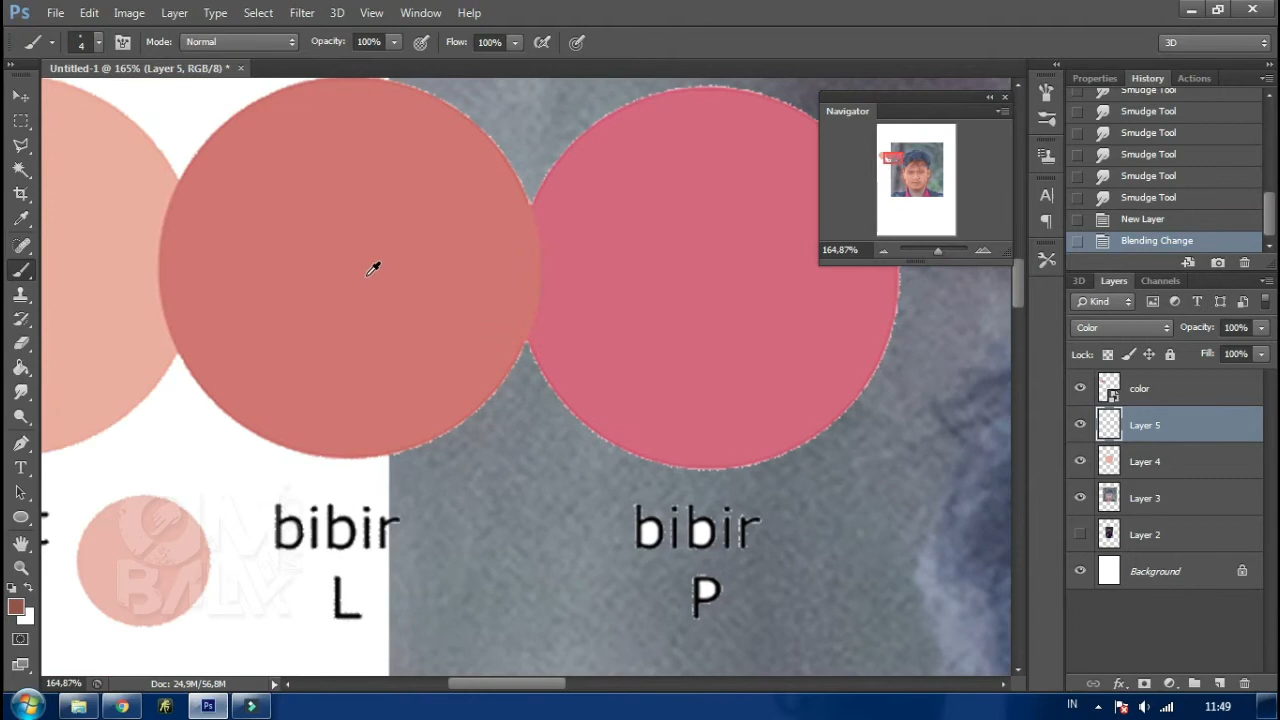 Ps File Edit Image Layer Type Select Filter 3D View Window Help
4 Mode: Normal Opacity: 100% Flow: 100% 3D
Untitled-1 @ 165% (Layer 5, RGB/8) * ×
Properties History Actions
Smudge Tool
Smudge Tool
Smudge Tool
Smudge Tool
Smudge Tool
Smudge Tool
New Layer
Blending Change
Navigator
164,87%
3D Layers Channels
Kind
Color Opacity: 100%
Lock: Fill: 100%
color
Layer 5
Layer 4
Layer 3
Layer 2
Background
bibir
L
bibir
P
OM
BALY
164,87% Doc: 24,9M/56,8M
Ps IN 11:49